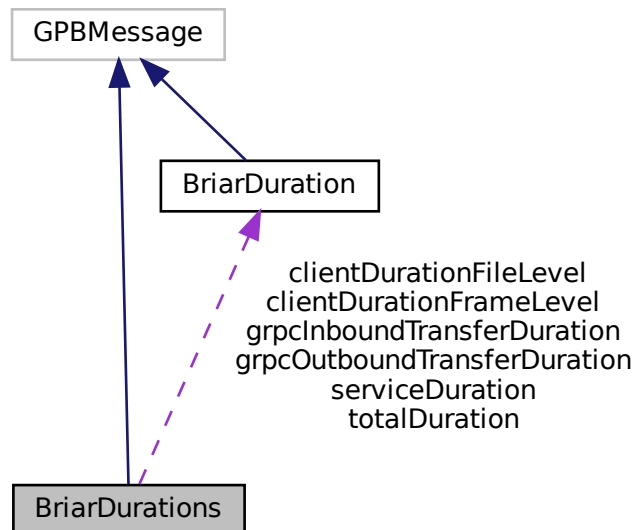 GPBMessage
BriarDuration
clientDurationFileLevel
clientDurationFrameLevel
grpcInboundTransferDuration
grpcOutboundTransferDuration
serviceDuration
totalDuration
BriarDurations